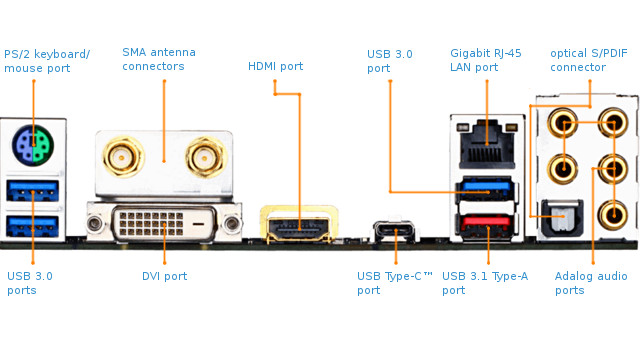 PS/2 keyboard/
mouse port
SMA antenna
connectors
HDMI port
USB 3.0
port
Gigabit RJ-45
LAN port
optical S/PDIF
connector
USB 3.0
ports
DVI port
USB Type-C™
port
USB 3.1 Type-A
port
Adalog audio
ports